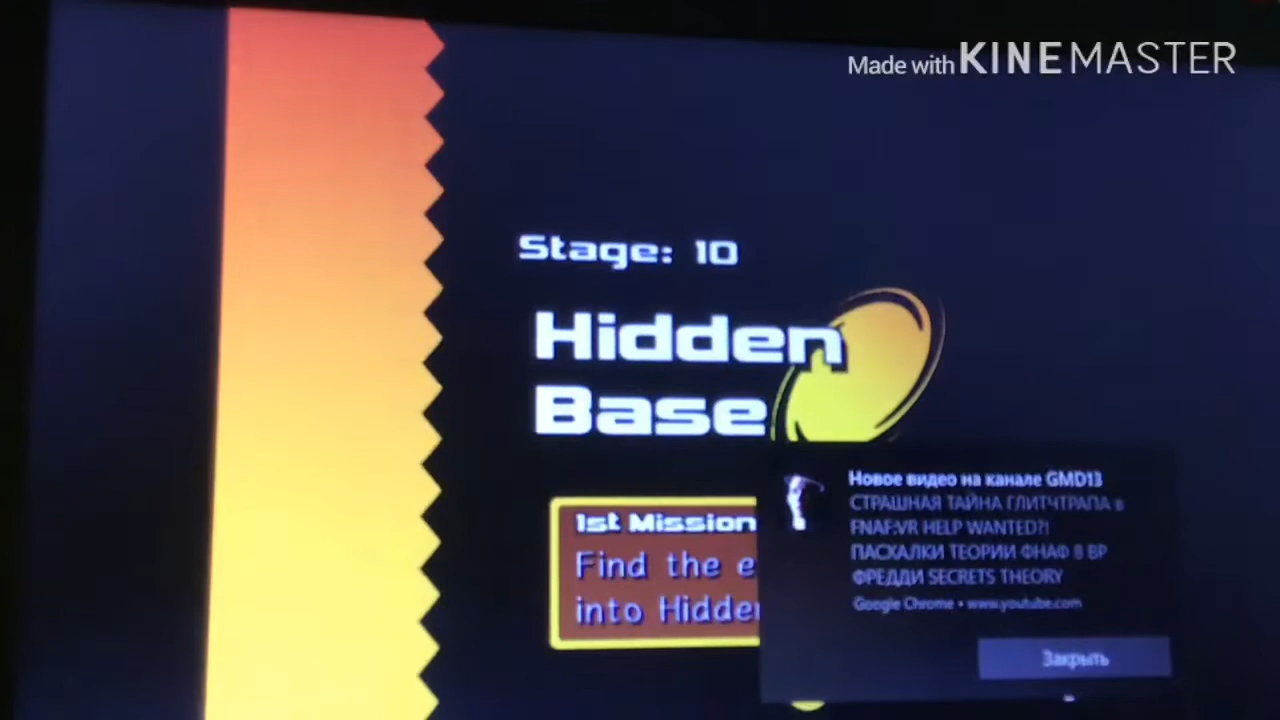 Made with KINEMASTER
Stage: 10
Hidden
Base
1st Mission
Find the e
into Hidden
Новое видео на канале GMD13
СТРАШНАЯ ТАЙНА ГЛИТЧТРАПА в
FNAF:VR HELP WANTED?!
ПАСХАЛКИ ТЕОРИИ ФНАФ 8 ВР
ФРЕДДИ SECRETS THEORY
Google Chrome • www.youtube.com
Закрыть